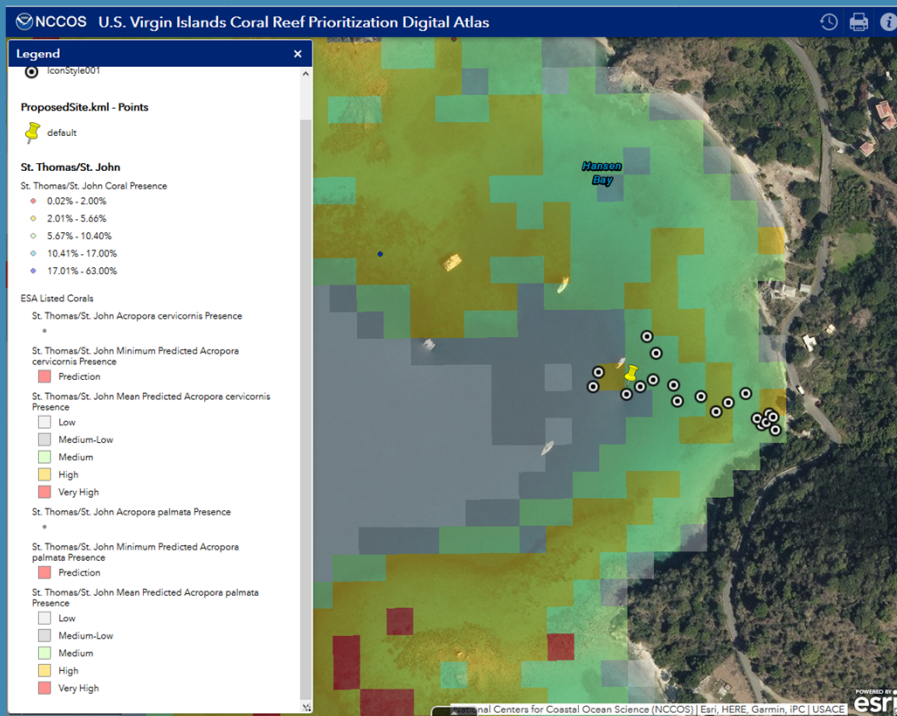 NCCOS U.S. Virgin Islands Coral Reef Prioritization Digital Atlas
Legend
IconStyle001
ProposedSite.kml - Points
default
St. Thomas/St. John
St. Thomas/St. John Coral Presence
0.02% - 2.00%
2.01% - 5.66%
5.67% - 10.40%
10.41% - 17.00%
17.01% - 63.00%
ESA Listed Corals
St. Thomas/St. John Acropora cervicornis Presence
St. Thomas/St. John Minimum Predicted Acropora
cervicornis Presence
Prediction
St. Thomas/St. John Mean Predicted Acropora cervicornis
Presence
Low
Medium-Low
Medium
High
Very High
St. Thomas/St. John Acropora palmata Presence
St. Thomas/St. John Minimum Predicted Acropora
palmata Presence
Prediction
St. Thomas/St. John Mean Predicted Acropora palmata
Presence
Low
Medium-Low
Medium
High
Very High
Hansen
Bay
POWERED BY
esri
National Centers for Coastal Ocean Science (NCCOS) | Esri, HERE, Garmin, iPC | USACE